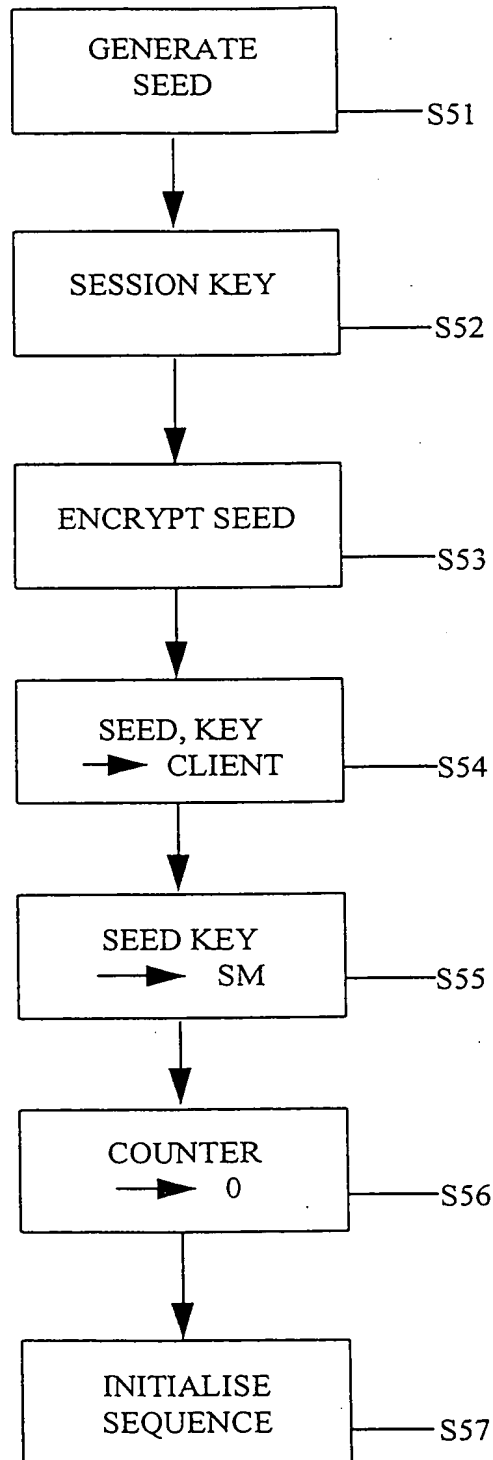 GENERATE
SEED
S51
SESSION KEY
S52
ENCRYPT SEED
S53
SEED, KEY
CLIENT
S54
SEED KEY
SM
S55
COUNTER
0
S56
INITIALISE
SEQUENCE
S57